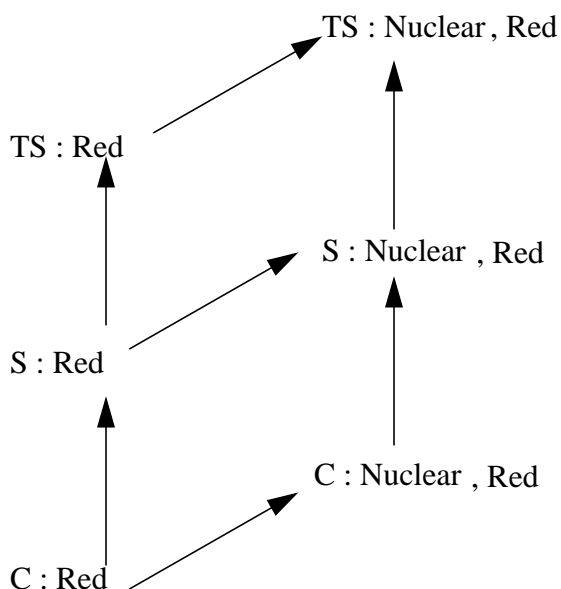 TS : Nuclear , Red
TS : Red
S : Nuclear , Red
S : Red
C : Nuclear , Red
C : Red